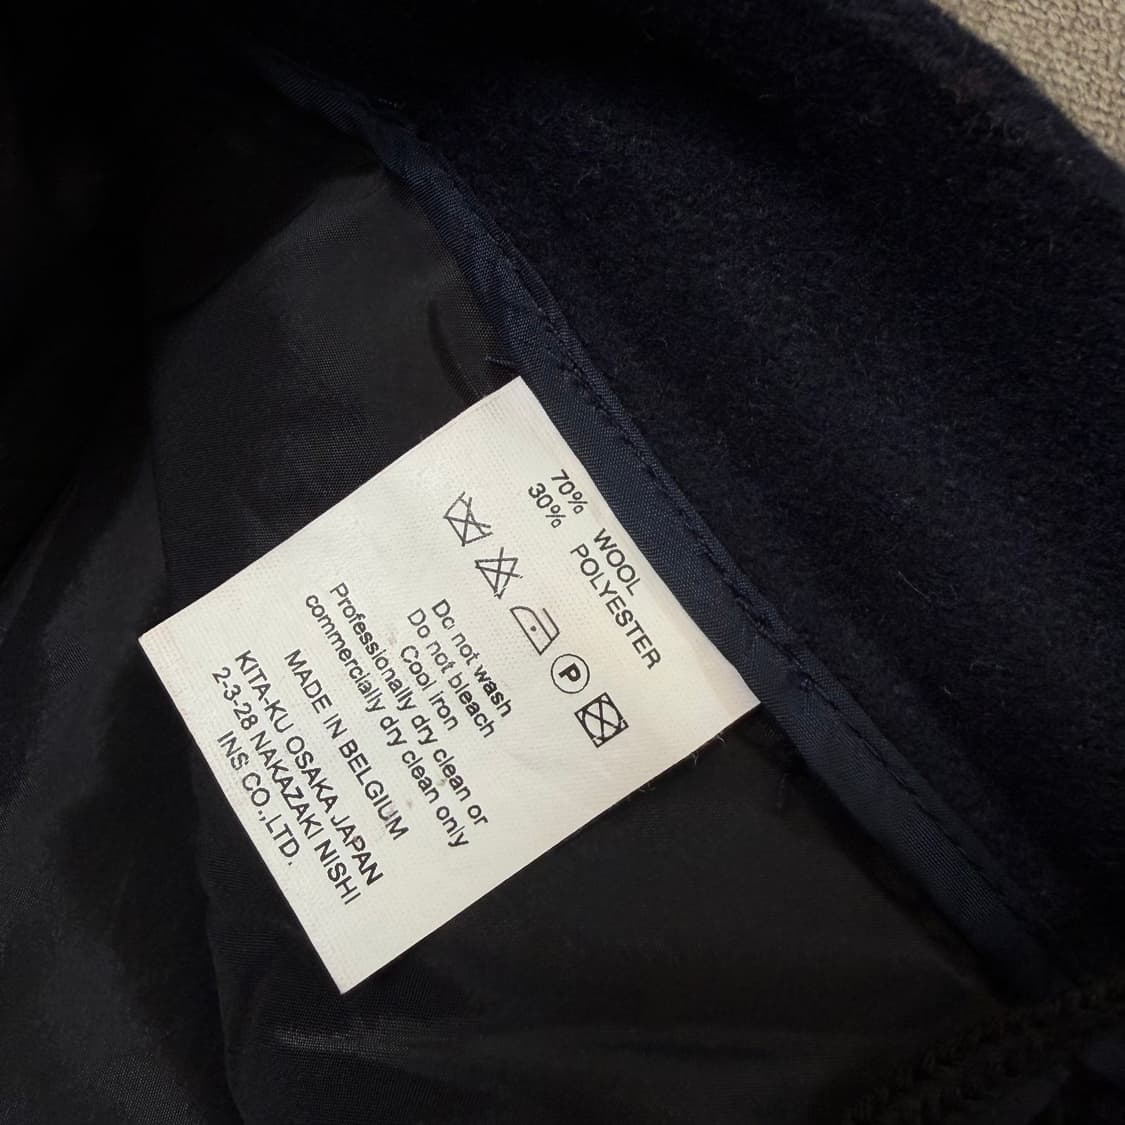 70% WOOL
30% POLYESTER
P
Do not wash
Do not bleach
Cool iron
Professionally dry clean or
commercially dry clean only
MADE IN BELGIUM
KITA-KU OSAKA JAPAN
2-3-28 NAKAZAKI NISHI
INS CO.,LTD.